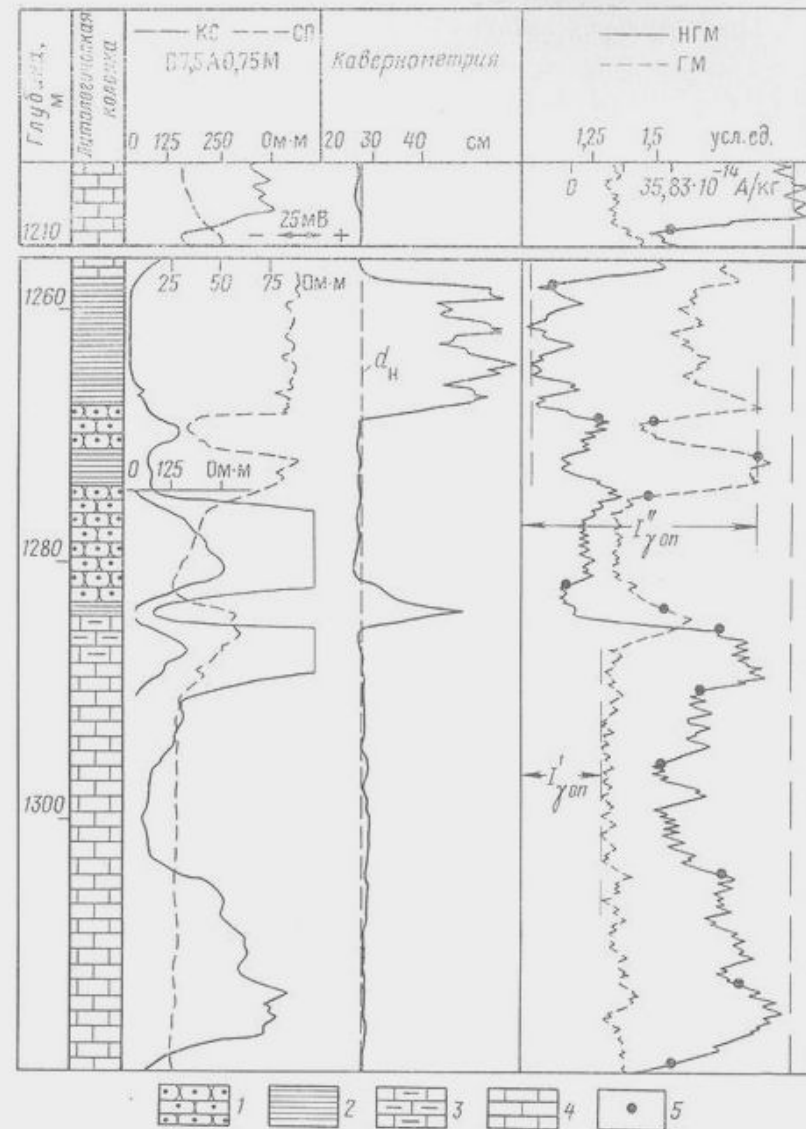 Глубина, м
Литологическая колонка
КС СП
В7,5А0,75М
0 125 250 Ом·м
25мВ
- +
Кавернометрия
20 30 40 см
НГМ
ГМ
1,25 1,5 усл.ед.
0 35,83·10⁻¹⁴ А/кг
1210
25 50 75 Ом·м
1260
dн
0 125 Ом·м
I''γоп
1280
I'γоп
1300
1 2 3 4 5